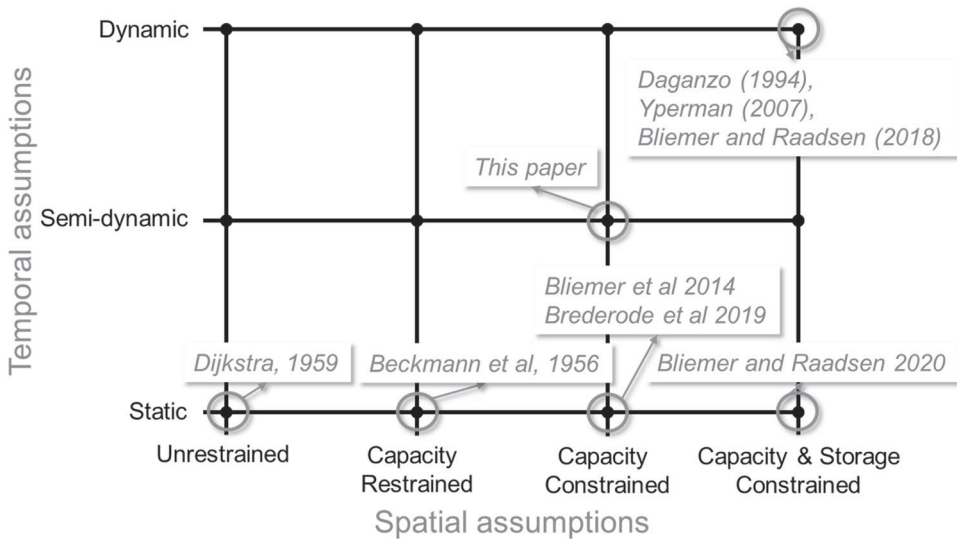 Dynamic
Daganzo (1994),
Yperman (2007),
Bliemer and Raadsen (2018)
This paper
Semi-dynamic
Temporal assumptions
Bliemer et al 2014
Brederode et al 2019
Dijkstra, 1959
Beckmann et al, 1956
Bliemer and Raadsen 2020
Static
Unrestrained
Capacity
Restrained
Capacity
Constrained
Capacity & Storage
Constrained
Spatial assumptions